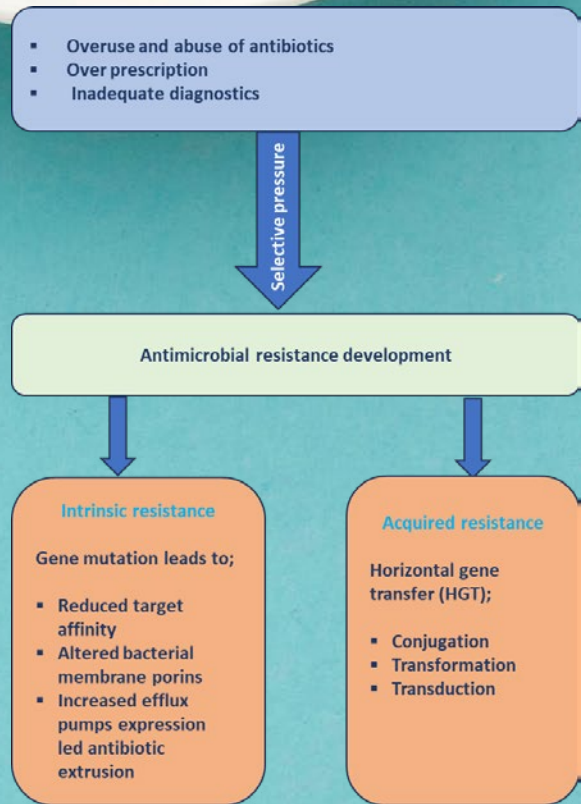 ▪ Overuse and abuse of antibiotics
▪ Over prescription
▪ Inadequate diagnostics
Selective pressure
Antimicrobial resistance development
Intrinsic resistance
Gene mutation leads to;
▪ Reduced target
affinity
▪ Altered bacterial
membrane porins
▪ Increased efflux
pumps expression
led antibiotic
extrusion
Acquired resistance
Horizontal gene
transfer (HGT);
▪ Conjugation
▪ Transformation
▪ Transduction